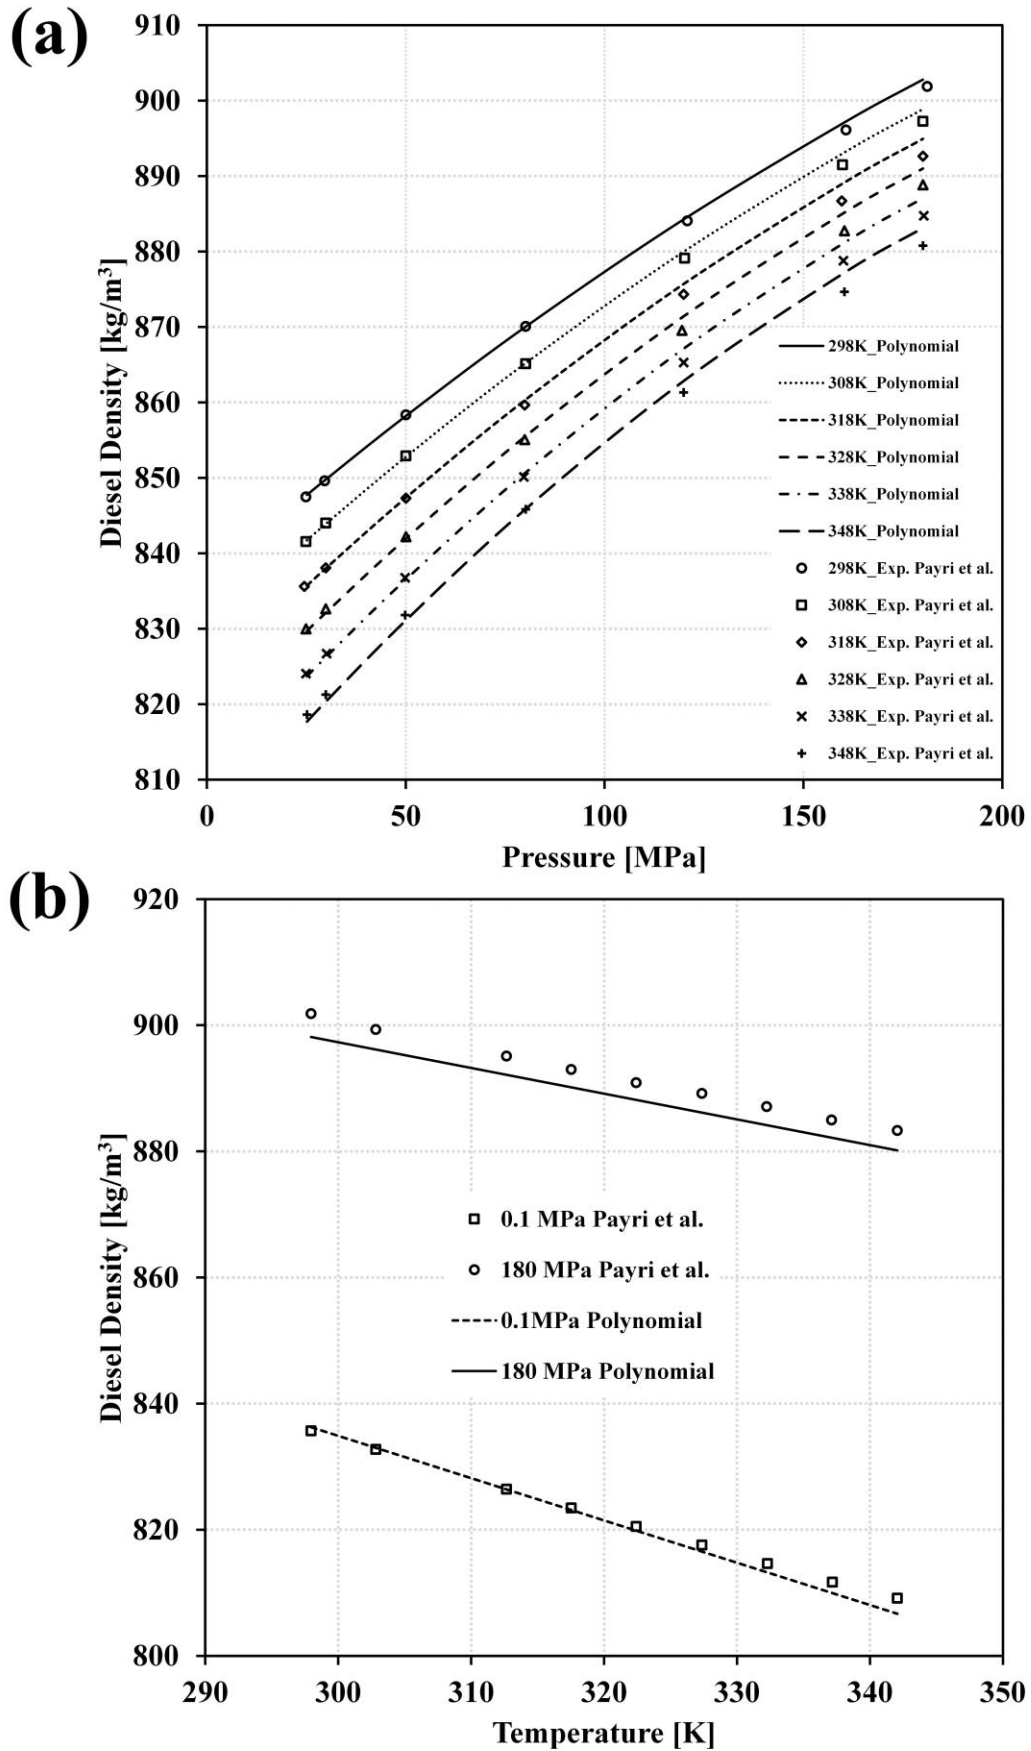 (a)
910
900
890
880
870
860
850
840
830
820
810
Diesel Density [kg/m³]
298K_Polynomial
308K_Polynomial
318K_Polynomial
328K_Polynomial
338K_Polynomial
348K_Polynomial
298K_Exp. Payri et al.
308K_Exp. Payri et al.
318K_Exp. Payri et al.
328K_Exp. Payri et al.
338K_Exp. Payri et al.
348K_Exp. Payri et al.
0 50 100 150 200
Pressure [MPa]
(b)
920
900
880
860
840
820
800
Diesel Density [kg/m³]
0.1 MPa Payri et al.
180 MPa Payri et al.
0.1MPa Polynomial
180 MPa Polynomial
290 300 310 320 330 340 350
Temperature [K]